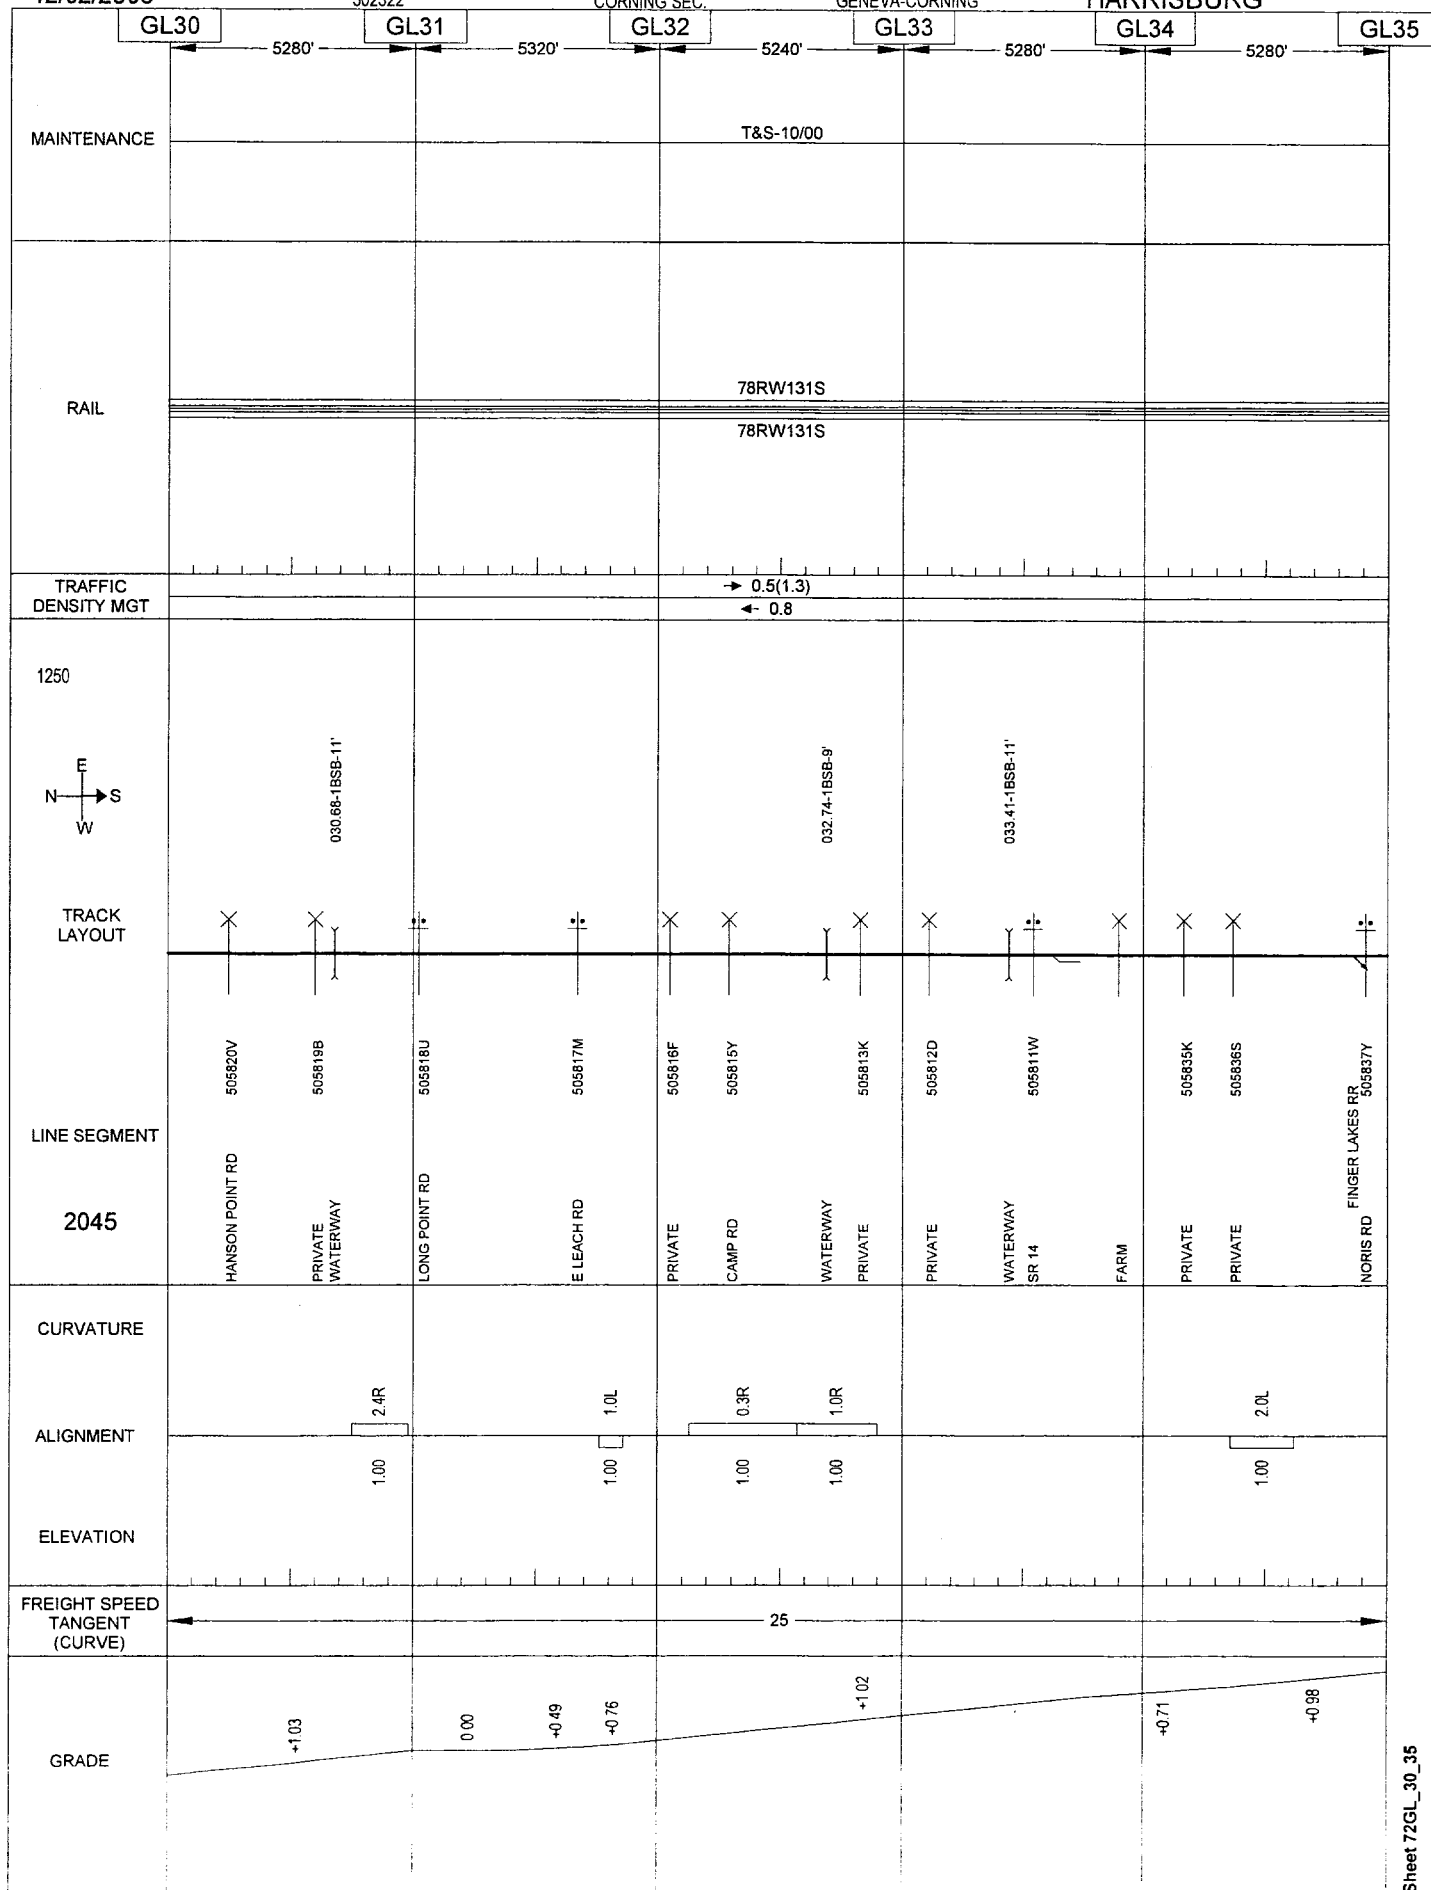 302322
CORNING SEC.
GENEVA-CORNING
HARRISBURG
GL30
GL31
GL32
GL33
GL34
GL35
5280'
5320'
5240'
5280'
5280'
MAINTENANCE
T&S-10/00
RAIL
78RW131S
78RW131S
TRAFFIC
DENSITY MGT
0.5(1.3)
0.8
1250
E
N
S
W
030.68-1BSB-11'
032.74-1BSB-9'
033.41-1BSB-11'
TRACK
LAYOUT
505820V
505819B
505818U
505817M
505816F
505815Y
505813K
505812D
505811W
505835K
505836S
505837Y
LINE SEGMENT
2045
HANSON POINT RD
PRIVATE
WATERWAY
LONG POINT RD
E LEACH RD
PRIVATE
CAMP RD
WATERWAY
PRIVATE
PRIVATE
WATERWAY
SR 14
FARM
PRIVATE
PRIVATE
FINGER LAKES RR
NORIS RD
CURVATURE
2.4R
1.0L
0.3R
1.0R
2.0L
ALIGNMENT
1.00
1.00
1.00
1.00
1.00
ELEVATION
FREIGHT SPEED
TANGENT
(CURVE)
25
GRADE
+1.03
0.00
+0.49
+0.76
+1.02
+0.71
+0.98
Sheet 72GL_30_35